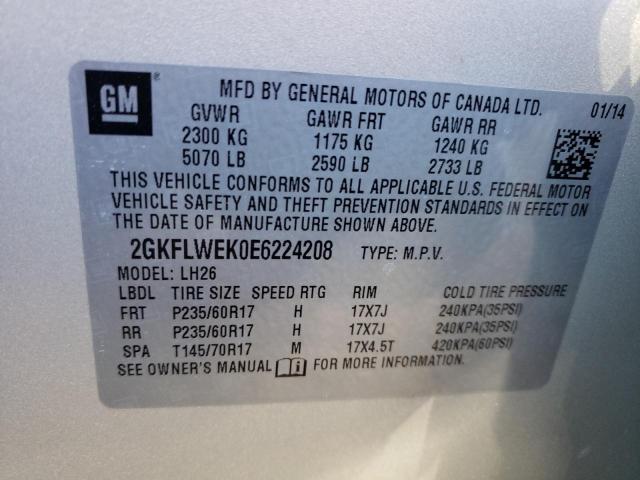 GM ®
MFD BY GENERAL MOTORS OF CANADA LTD. 01/14
GVWR GAWR FRT GAWR RR
2300 KG 1175 KG 1240 KG
5070 LB 2590 LB 2733 LB
THIS VEHICLE CONFORMS TO ALL APPLICABLE U.S. FEDERAL MOTOR
VEHICLE SAFETY AND THEFT PREVENTION STANDARDS IN EFFECT ON
THE DATE OF MANUFACTURE SHOWN ABOVE.
2GKFLWEK0E6224208 TYPE: M.P.V.
MODEL: LH26
LBDL TIRE SIZE SPEED RTG RIM COLD TIRE PRESSURE
FRT P235/60R17 H 17X7J 240KPA(35PSI)
RR P235/60R17 H 17X7J 240KPA(35PSI)
SPA T145/70R17 M 17X4.5T 420KPA(60PSI)
SEE OWNER'S MANUAL i FOR MORE INFORMATION.